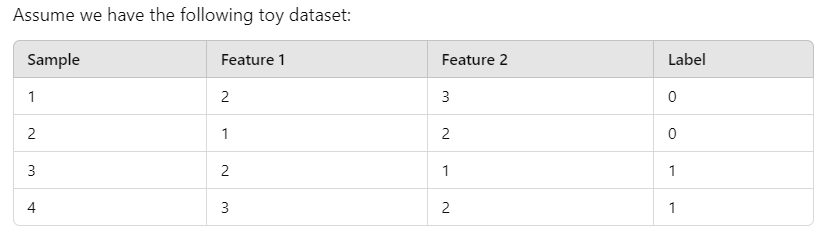 Assume we have the following toy dataset:
Sample Feature 1 Feature 2 Label
1 2 3 0
2 1 2 0
3 2 1 1
4 3 2 1